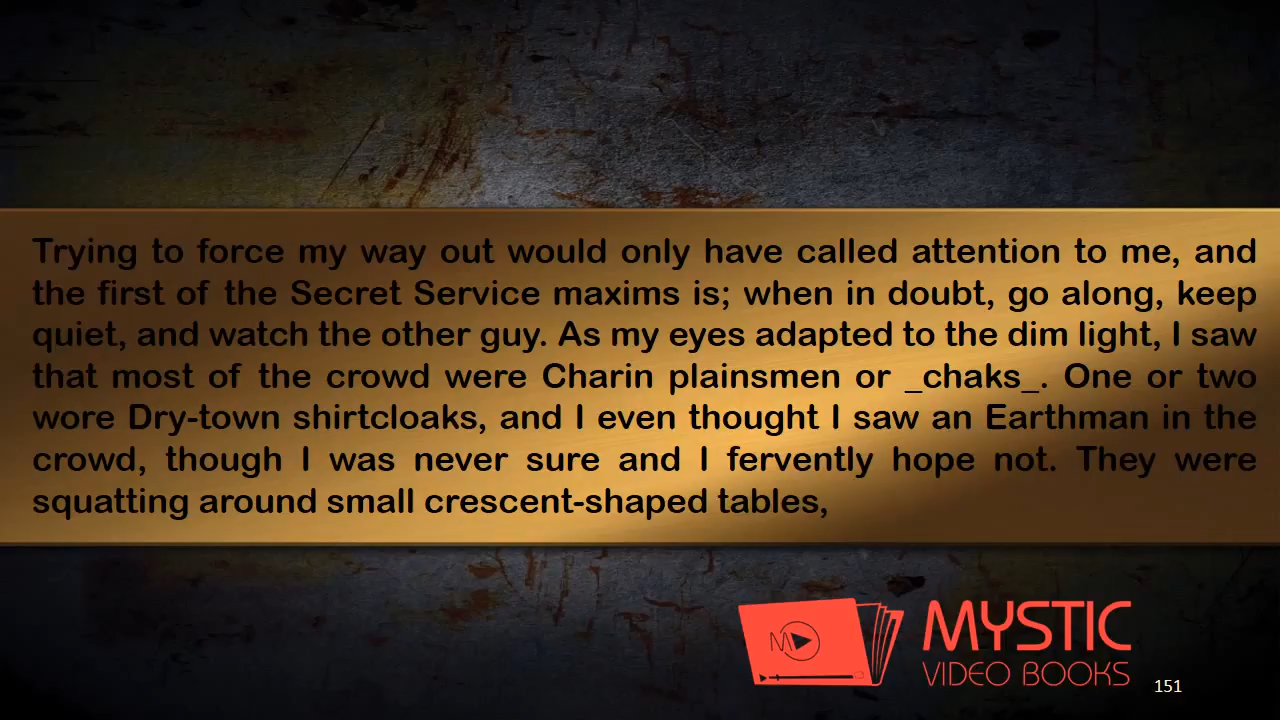 Trying to force my way out would only have called attention to me, and
the first of the Secret Service maxims is; when in doubt, go along, keep
quiet, and watch the other guy. As my eyes adapted to the dim light, I saw
that most of the crowd were Charin plainsmen or _chaks_. One or two
wore Dry-town shirtcloaks, and I even thought I saw an Earthman in the
crowd, though I was never sure and I fervently hope not. They were
squatting around small crescent-shaped tables,
M
MYSTIC
VIDEO BOOKS
151